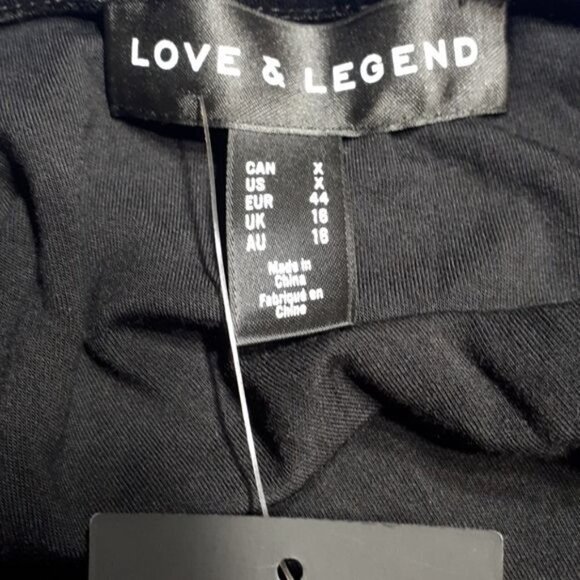 LOVE & LEGEND
CAN X
US X
EUR 44
UK 16
AU 16
Made in
China
Fabriqué en
Chine